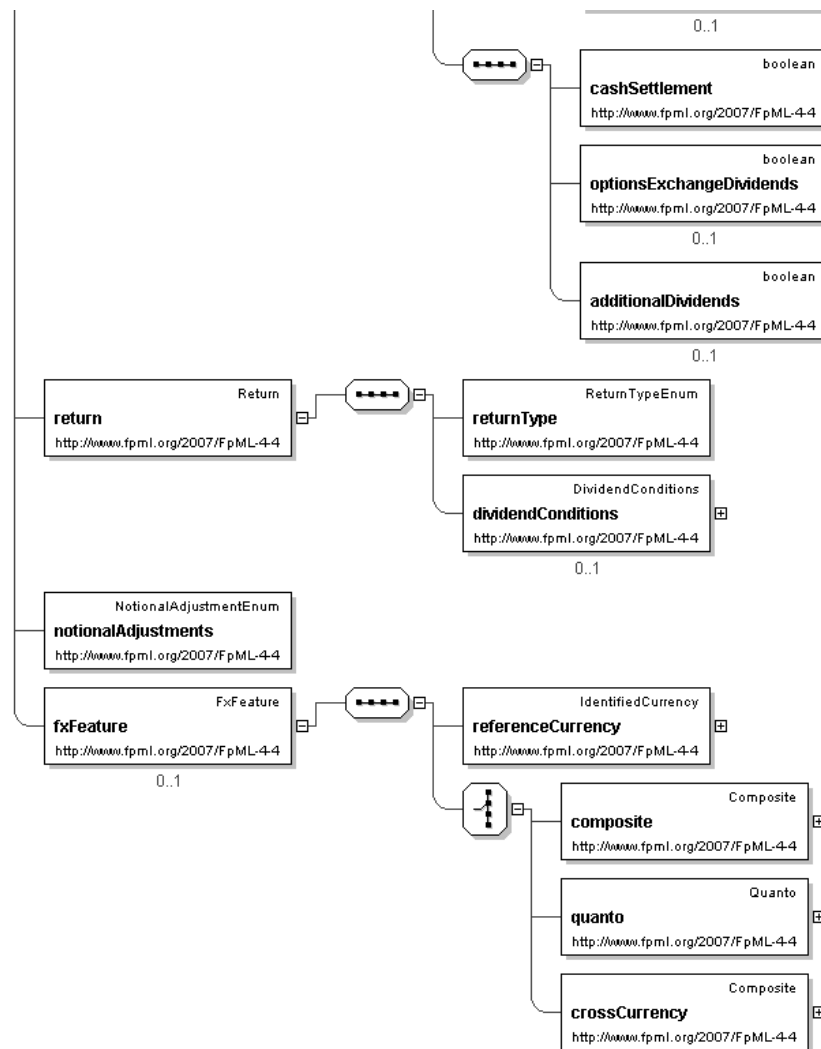 0..1
boolean
cashSettlement
http://www.fpml.org/2007/FpML-4-4
boolean
optionsExchangeDividends
http://www.fpml.org/2007/FpML-4-4
0..1
boolean
additionalDividends
http://www.fpml.org/2007/FpML-4-4
0..1
Return
return
http://www.fpml.org/2007/FpML-4-4
ReturnTypeEnum
returnType
http://www.fpml.org/2007/FpML-4-4
DividendConditions
dividendConditions
http://www.fpml.org/2007/FpML-4-4
0..1
NotionalAdjustmentEnum
notionalAdjustments
http://www.fpml.org/2007/FpML-4-4
FxFeature
fxFeature
http://www.fpml.org/2007/FpML-4-4
0..1
IdentifiedCurrency
referenceCurrency
http://www.fpml.org/2007/FpML-4-4
Composite
composite
http://www.fpml.org/2007/FpML-4-4
Quanto
quanto
http://www.fpml.org/2007/FpML-4-4
Composite
crossCurrency
http://www.fpml.org/2007/FpML-4-4